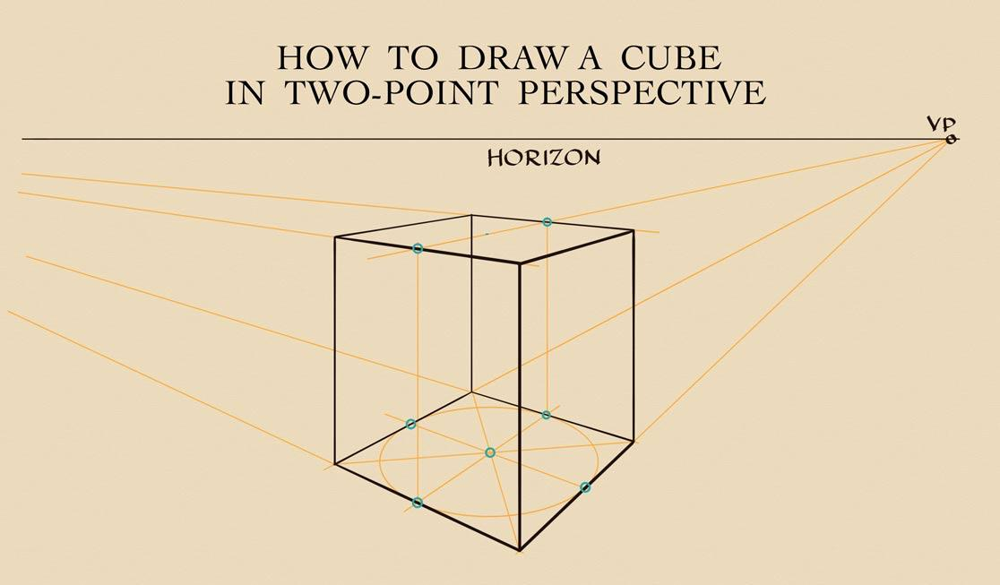 HOW TO DRAW A CUBE
IN TWO-POINT PERSPECTIVE
VP
HORIZON